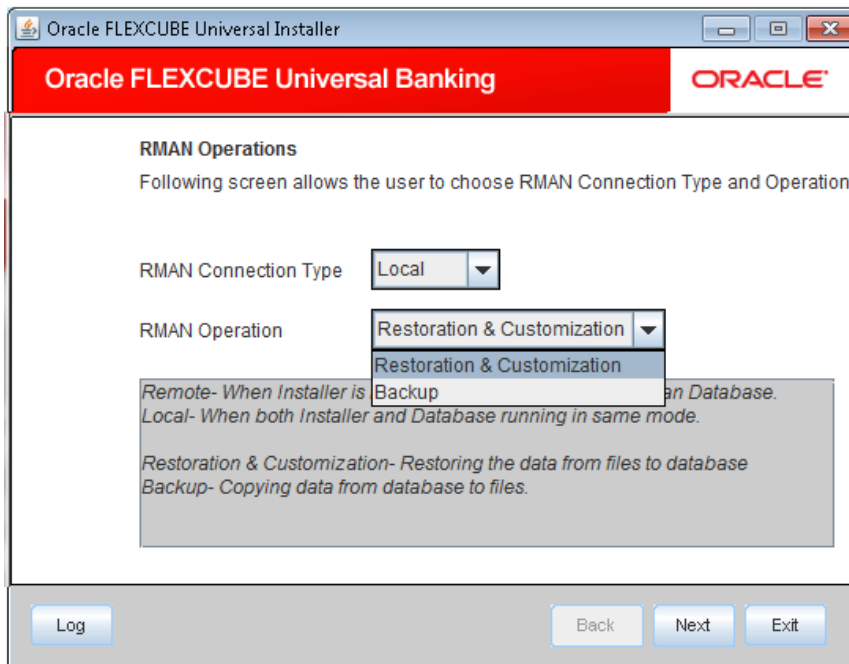 Oracle FLEXCUBE Universal Installer
Oracle FLEXCUBE Universal Banking
ORACLE
RMAN Operations
Following screen allows the user to choose RMAN Connection Type and Operation
RMAN Connection Type Local
RMAN Operation Restoration & Customization
Restoration & Customization
Backup
Remote- When Installer is an Database.
Local- When both Installer and Database running in same mode.
Restoration & Customization- Restoring the data from files to database
Backup- Copying data from database to files.
Log Back Next Exit